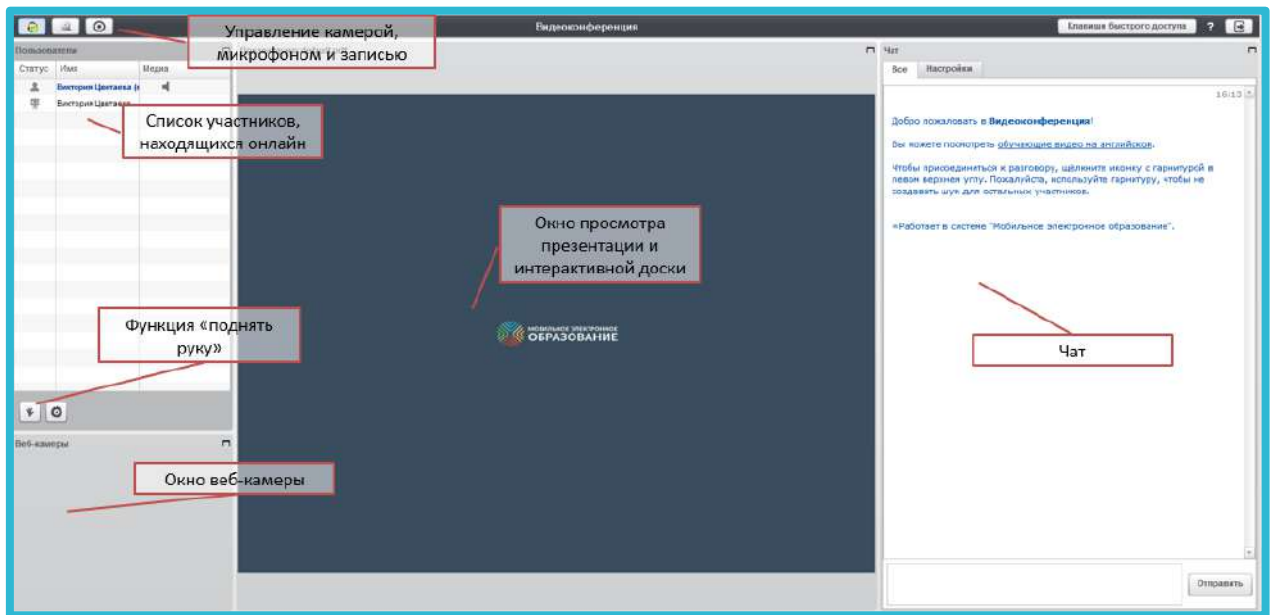 Видеоконференция
Клавиши быстрого доступа
?
Управление камерой,
микрофоном и записью
Пользователи
Статус Имя Медиа
Виктория Цветаева
Виктория Цветаева
Список участников,
находящихся онлайн
Функция «поднять
руку»
Веб-камеры
Окно веб-камеры
Окно просмотра
презентации и
интерактивной доски
МОБИЛЬНОЕ ЭЛЕКТРОННОЕ
ОБРАЗОВАНИЕ
Чат
Все Настройки
16:13
Добро пожаловать в Видеоконференция!
Вы можете посмотреть обучающие видео на английском.
Чтобы присоединиться к разговору, щёлкните иконку с гарнитурой в
левом верхнем углу. Пожалуйста, используйте гарнитуру, чтобы не
создавать шум для остальных участников.
«Работает в системе "Мобильное электронное образование".
Чат
Отправить